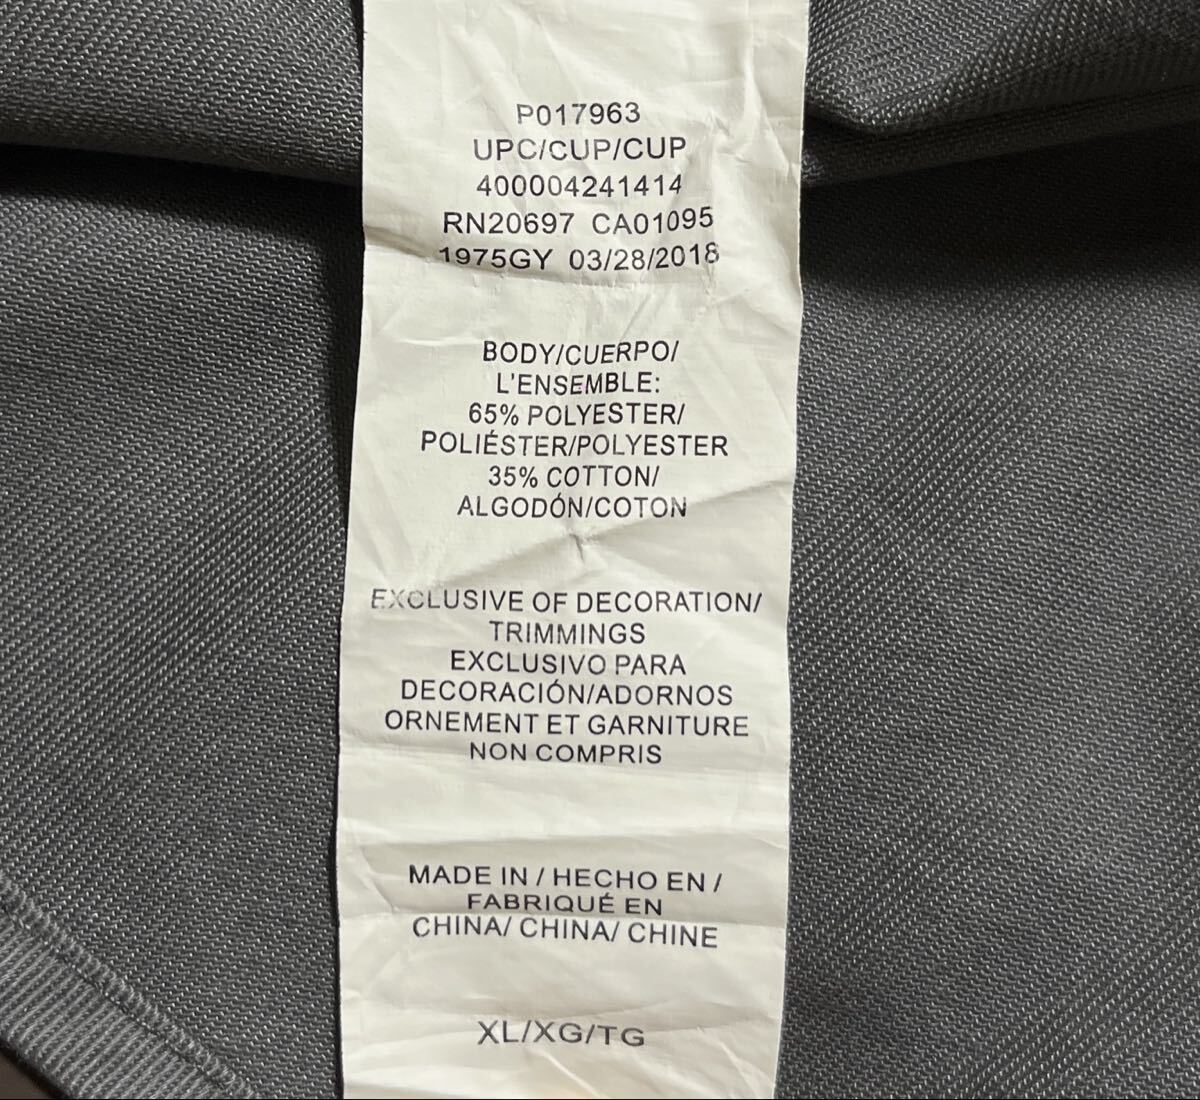 P017963
UPC/CUP/CUP
400004241414
RN20697 CA01095
1975GY 03/28/2018
BODY/CUERPO/
L'ENSEMBLE:
65% POLYESTER/
POLIÉSTER/POLYESTER
35% COTTON/
ALGODÓN/COTON
EXCLUSIVE OF DECORATION/
TRIMMINGS
EXCLUSIVO PARA
DECORACIÓN/ADORNOS
ORNEMENT ET GARNITURE
NON COMPRIS
MADE IN / HECHO EN /
FABRIQUÉ EN
CHINA/ CHINA/ CHINE
XL/XG/TG